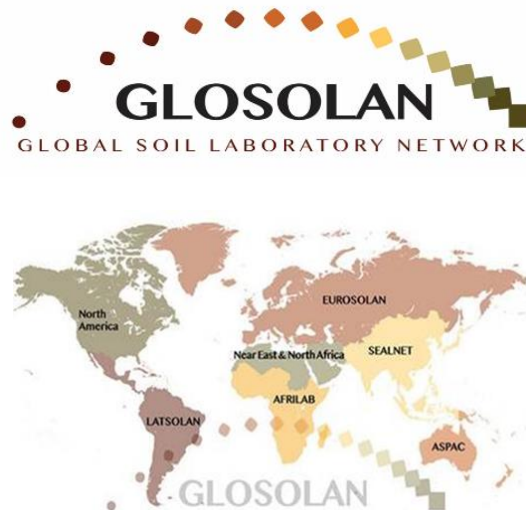 GLOSOLAN
GLOBAL SOIL LABORATORY NETWORK
North
America
EUROSOLAN
Near East & North Africa
SEALNET
AFRILAB
LATSOLAN
ASPAC
GLOSOLAN